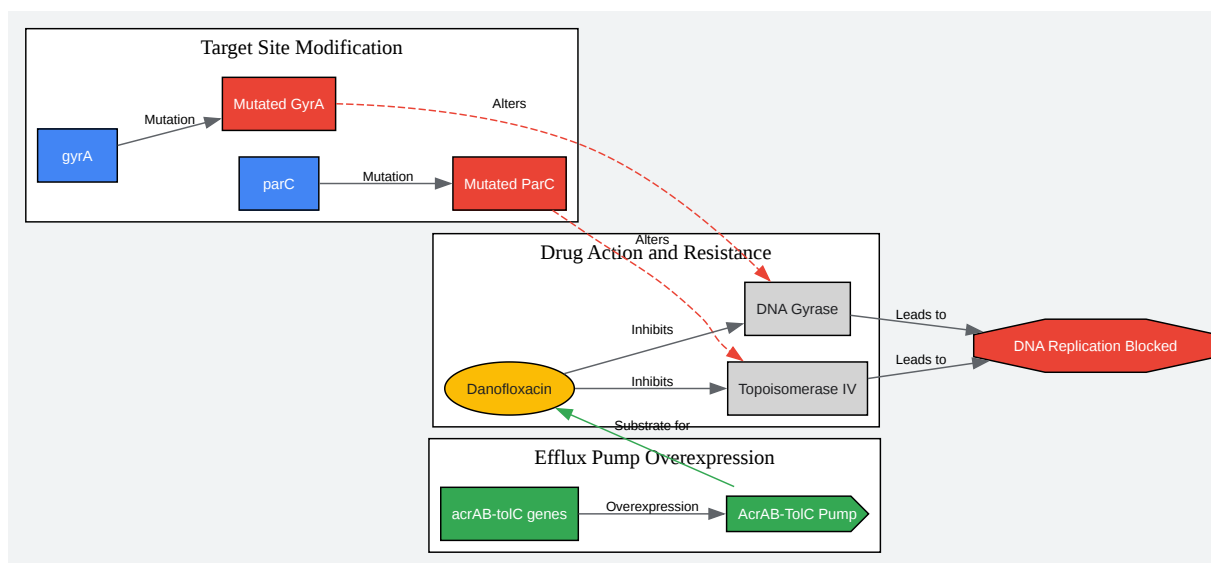 Target Site Modification
Mutated GyrA
Alters
Mutation
gyrA
parC
Mutation
Mutated ParC
Alters
Drug Action and Resistance
DNA Gyrase
Leads to
Inhibits
DNA Replication Blocked
Leads to
Danofloxacin
Inhibits
Topoisomerase IV
Substrate for
Efflux Pump Overexpression
acrAB-tolC genes
Overexpression
AcrAB-TolC Pump